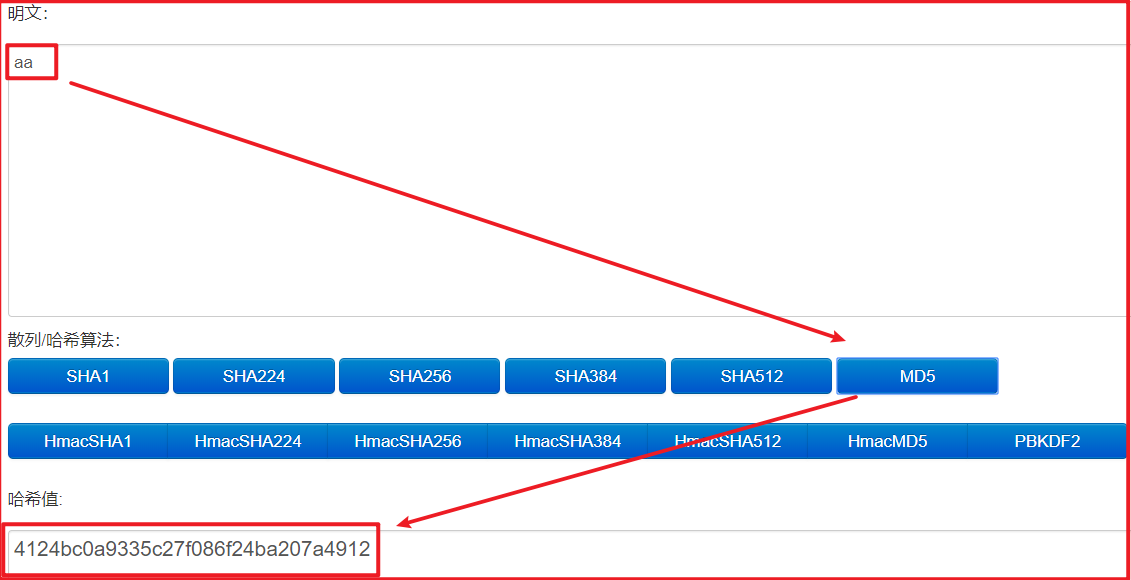 明文：
aa
散列/哈希算法：
SHA1 SHA224 SHA256 SHA384 SHA512 MD5
HmacSHA1 HmacSHA224 HmacSHA256 HmacSHA384 HmacSHA512 HmacMD5 PBKDF2
哈希值:
4124bc0a9335c27f086f24ba207a4912